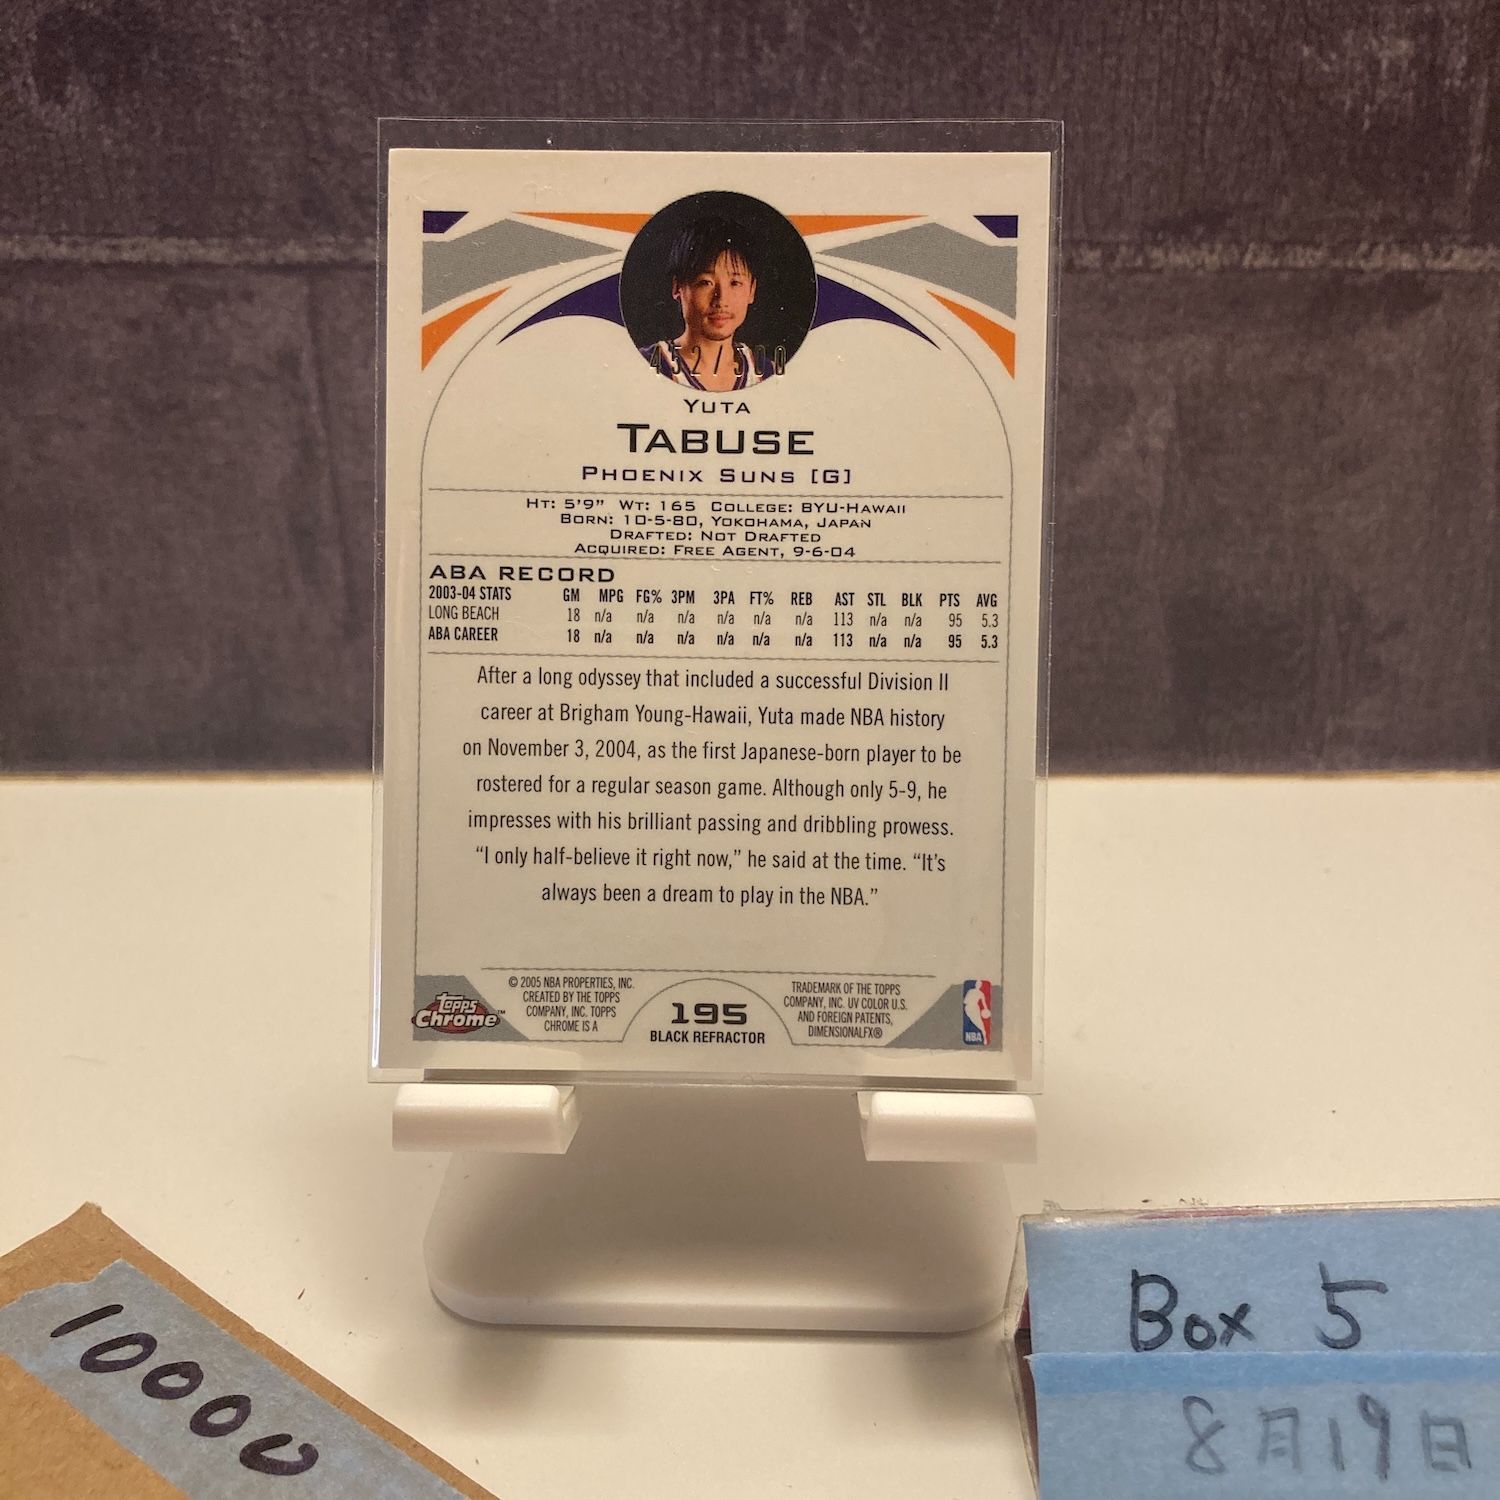 452/500
YUTA
TABUSE
PHOENIX SUNS [G]
HT: 5'9" WT: 165 COLLEGE: BYU-HAWAII
BORN: 10-5-80, YOKOHAMA, JAPAN
DRAFTED: NOT DRAFTED
ACQUIRED: FREE AGENT, 9-6-04
ABA RECORD
2003-04 STATS GM MPG FG% 3PM 3PA FT% REB AST STL BLK PTS AVG
LONG BEACH 18 n/a n/a n/a n/a n/a n/a 113 n/a n/a 95 5.3
ABA CAREER 18 n/a n/a n/a n/a n/a n/a 113 n/a n/a 95 5.3
After a long odyssey that included a successful Division II
career at Brigham Young-Hawaii, Yuta made NBA history
on November 3, 2004, as the first Japanese-born player to be
rostered for a regular season game. Although only 5-9, he
impresses with his brilliant passing and dribbling prowess.
“I only half-believe it right now,” he said at the time. “It's
always been a dream to play in the NBA.”
Topps
Chrome™
© 2005 NBA PROPERTIES, INC.
CREATED BY THE TOPPS
COMPANY, INC. TOPPS
CHROME IS A
195
BLACK REFRACTOR
TRADEMARK OF THE TOPPS
COMPANY, INC. UV COLOR U.S.
AND FOREIGN PATENTS,
DIMENSIONALFX®
NBA
10000
Box 5
8月19日